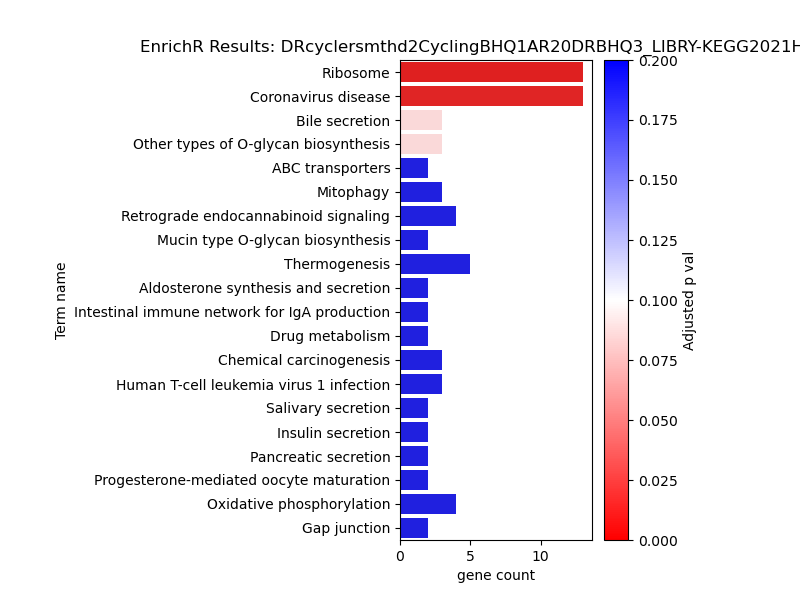 EnrichR Results: DRcyclersmthd2CyclingBHQ1AR20DRBHQ3_LIBRY-KEGG2021H
Ribosome
Coronavirus disease
Bile secretion
Other types of O-glycan biosynthesis
ABC transporters
Mitophagy
Retrograde endocannabinoid signaling
Mucin type O-glycan biosynthesis
Thermogenesis
Aldosterone synthesis and secretion
Intestinal immune network for IgA production
Drug metabolism
Chemical carcinogenesis
Human T-cell leukemia virus 1 infection
Salivary secretion
Insulin secretion
Pancreatic secretion
Progesterone-mediated oocyte maturation
Oxidative phosphorylation
Gap junction
Term name
0 5 10
gene count
0.200
0.175
0.150
0.125
0.100
0.075
0.050
0.025
0.000
Adjusted p val